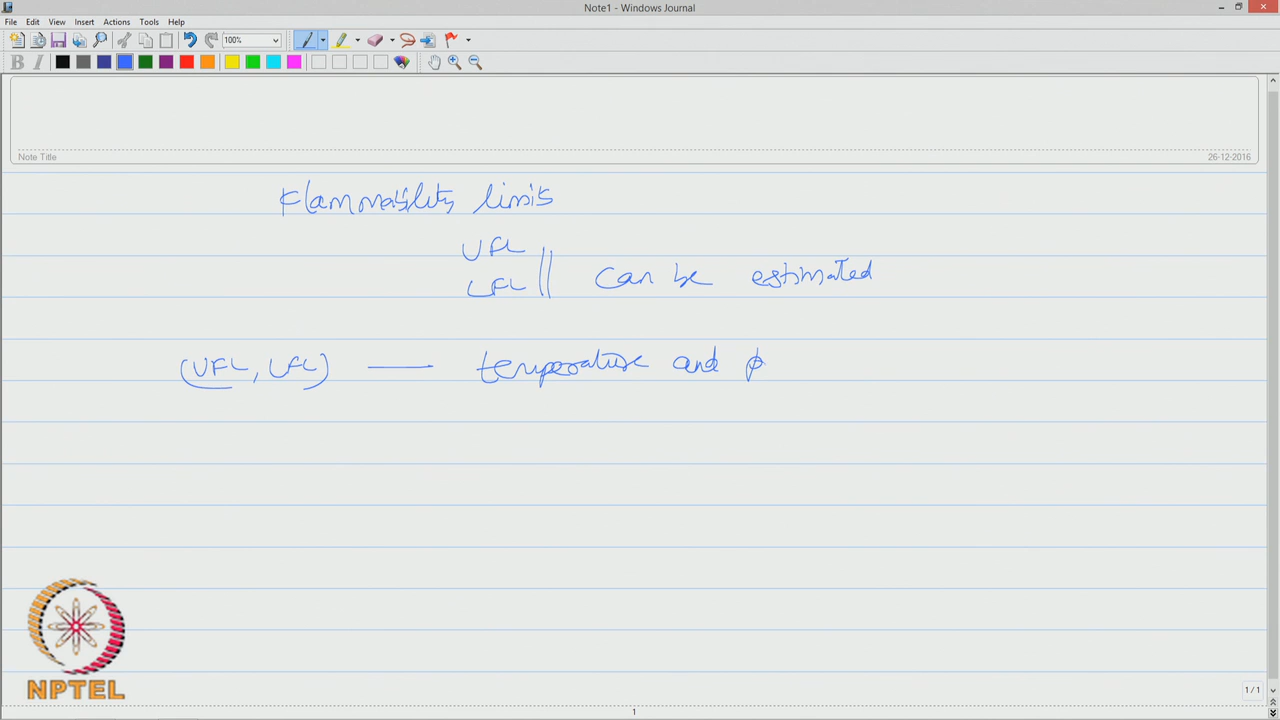 Note1 - Windows Journal
File Edit View Insert Actions Tools Help
100%
B I
Note Title
26-12-2016
Flammability limits
UFL
LFL || can be estimated
(UFL, LFL) — temperature and p
NPTEL
1/1
1